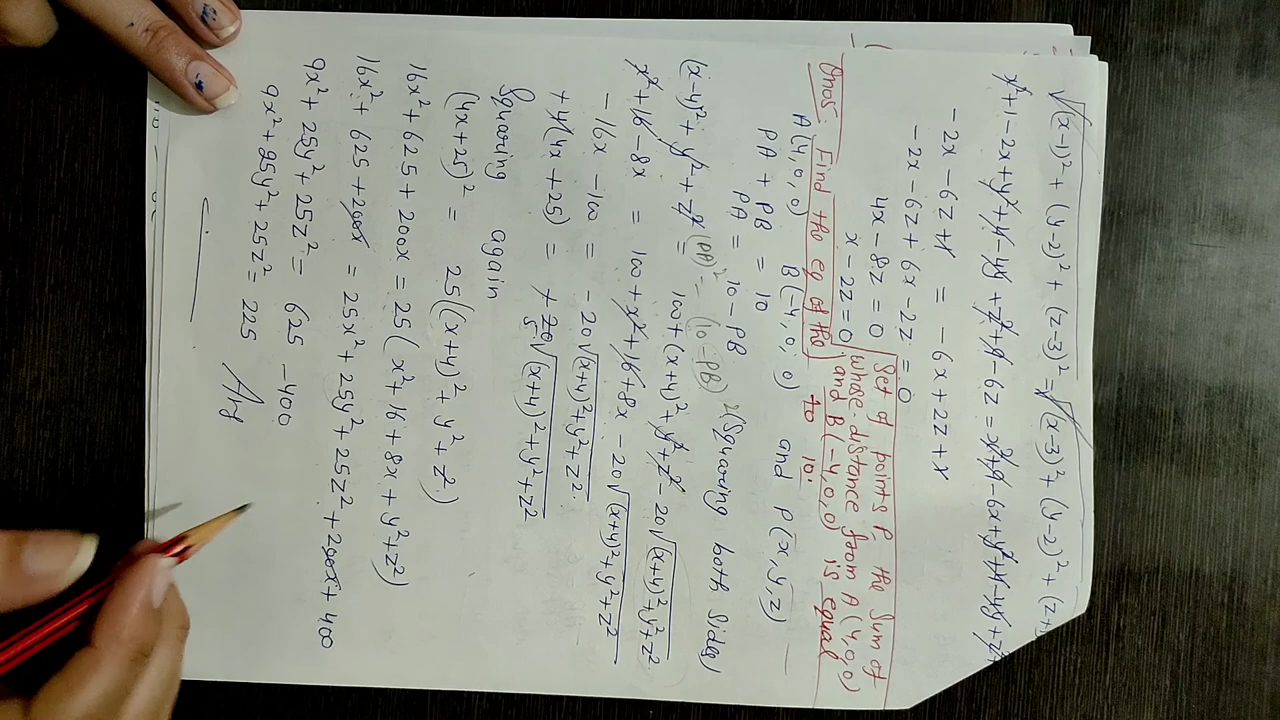 √(x-1)² + (y-2)² + (z-3)² = √(x-3)² + (y-2)² + (z+
x² + 1 - 2x + y² + 4 - 4y + z² + 9 - 6z = x² + 9 - 6x + y² + 4 - 4y + z²+
- 2x - 6z + 1 = - 6x + 2z + 1
- 2x - 6z + 6x - 2z = 0
4x - 8z = 0
x - 2z = 0
Ques. Find the eq of the set of points P, the sum of whose distance from A(4,0,0) and B(-4,0,0) is equal to 10.
A(4,0,0) B(-4,0,0) and P(x,y,z)
PA + PB = 10
PA = 10 - PB
(PA)² = (10-PB)² (Squaring both sides)
(x-4)² + y² + z² = 100 + (x+4)² + y² + z² - 20√(x+4)² + y² + z²
x² + 16 - 8x = 100 + x² + 16 + 8x - 20√(x+4)² + y² + z²
- 16x - 100 = - 20√(x+4)² + y² + z²
+ 4(4x + 25) = + 20 5√(x+4)² + y² + z²
Squaring again
(4x+25)² = 25((x+4)² + y² + z²)
16x² + 625 + 200x = 25(x² + 16 + 8x + y² + z²)
16x² + 625 + 200x = 25x² + 25y² + 25z² + 200x + 400
9x² + 25y² + 25z² = 625 - 400
9x² + 25y² + 25z² = 225 Ans